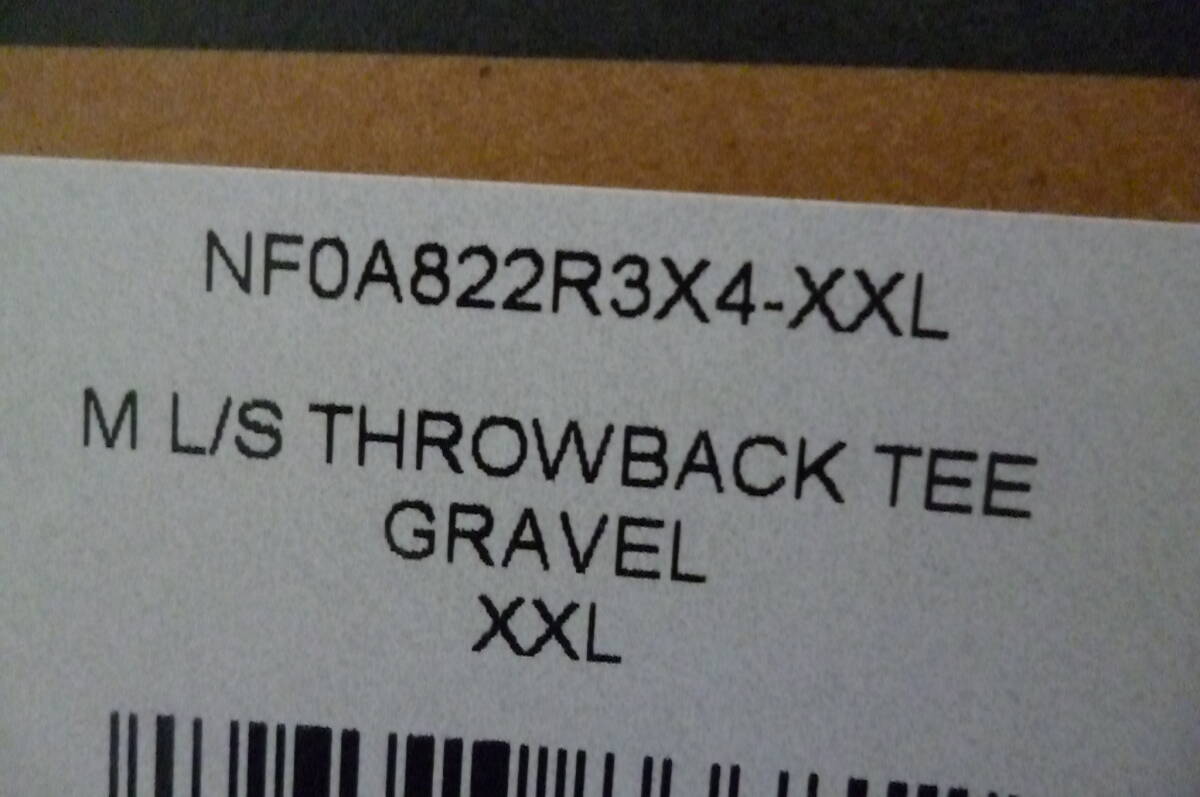 NF0A822R3X4-XXL
M L/S THROWBACK TEE
GRAVEL
XXL